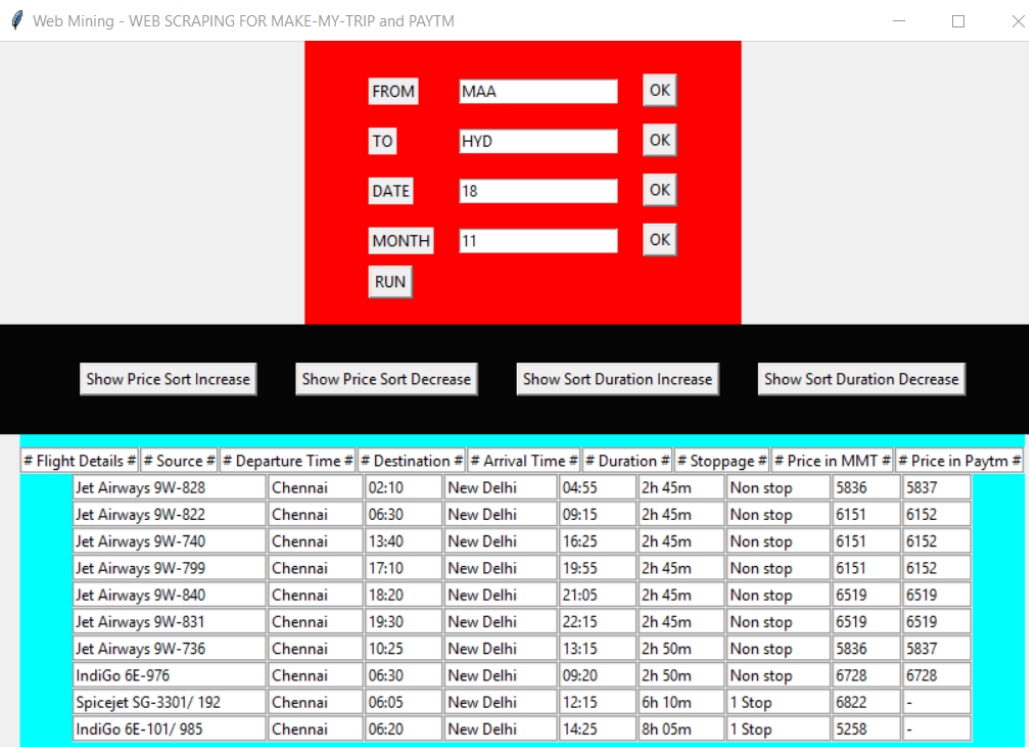 Web Mining - WEB SCRAPING FOR MAKE-MY-TRIP and PAYTM
FROM MAA OK
TO HYD OK
DATE 18 OK
MONTH 11 OK
RUN
Show Price Sort Increase Show Price Sort Decrease Show Sort Duration Increase Show Sort Duration Decrease
# Flight Details # # Source # # Departure Time # # Destination # # Arrival Time # # Duration # # Stoppage # # Price in MMT # # Price in Paytm #
Jet Airways 9W-828 Chennai 02:10 New Delhi 04:55 2h 45m Non stop 5836 5837
Jet Airways 9W-822 Chennai 06:30 New Delhi 09:15 2h 45m Non stop 6151 6152
Jet Airways 9W-740 Chennai 13:40 New Delhi 16:25 2h 45m Non stop 6151 6152
Jet Airways 9W-799 Chennai 17:10 New Delhi 19:55 2h 45m Non stop 6151 6152
Jet Airways 9W-840 Chennai 18:20 New Delhi 21:05 2h 45m Non stop 6519 6519
Jet Airways 9W-831 Chennai 19:30 New Delhi 22:15 2h 45m Non stop 6519 6519
Jet Airways 9W-736 Chennai 10:25 New Delhi 13:15 2h 50m Non stop 5836 5837
IndiGo 6E-976 Chennai 06:30 New Delhi 09:20 2h 50m Non stop 6728 6728
Spicejet SG-3301/ 192 Chennai 06:05 New Delhi 12:15 6h 10m 1 Stop 6822 -
IndiGo 6E-101/ 985 Chennai 06:20 New Delhi 14:25 8h 05m 1 Stop 5258 -